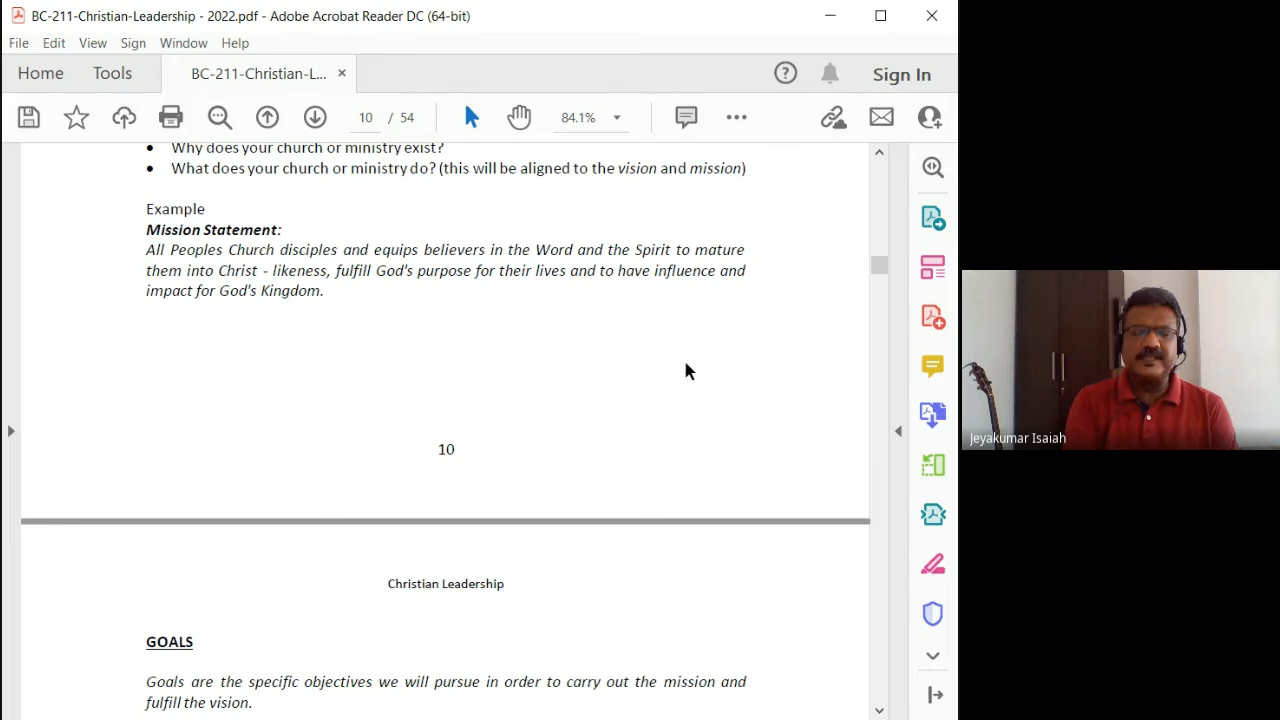 BC-211-Christian-Leadership - 2022.pdf - Adobe Acrobat Reader DC (64-bit)
File Edit View Sign Window Help
Home Tools BC-211-Christian-L... × Sign In
10 / 54 84.1%
• Why does your church or ministry exist?
• What does your church or ministry do? (this will be aligned to the vision and mission)
Example
Mission Statement:
All Peoples Church disciples and equips believers in the Word and the Spirit to mature
them into Christ - likeness, fulfill God's purpose for their lives and to have influence and
impact for God's Kingdom.
10
Christian Leadership
GOALS
Goals are the specific objectives we will pursue in order to carry out the mission and
fulfill the vision.
Jeyakumar Isaiah